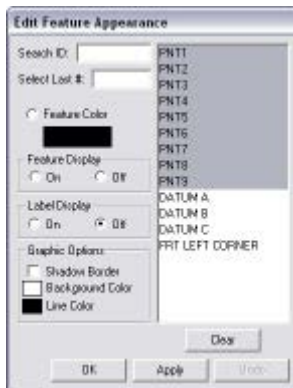 Edit Feature Appearance
Search ID:
Select Last #:
Feature Color
Feature Display
On Off
Label Display
On Off
Graphic Options
Shadow Border
Background Color
Line Color
PNT1
PNT2
PNT3
PNT4
PNT5
PNT6
PNT7
PNT8
PNT9
DATUM A
DATUM B
DATUM C
FRT LEFT CORNER
Clear
OK Apply Undo